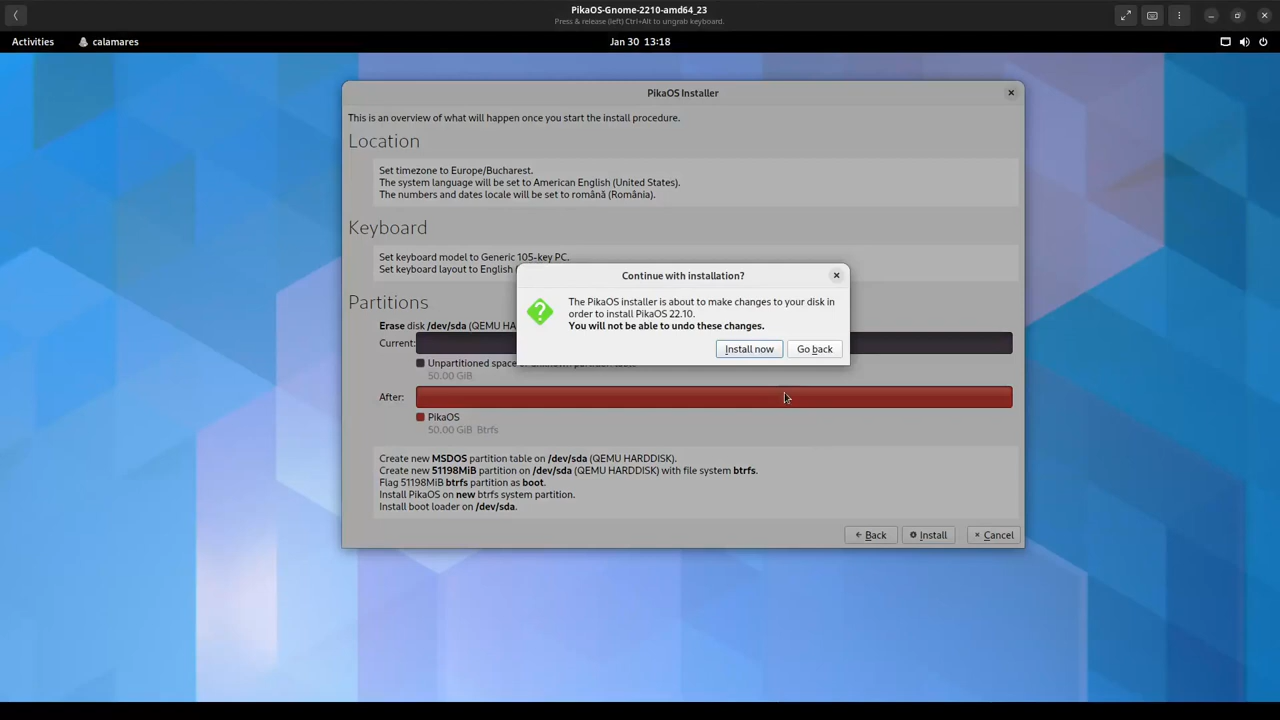 PikaOS-Gnome-2210-amd64_23
Press & release (left) Ctrl+Alt to ungrab keyboard.
Activities
calamares
Jan 30 13:18
PikaOS Installer
This is an overview of what will happen once you start the install procedure.
Location
Set timezone to Europe/Bucharest.
The system language will be set to American English (United States).
The numbers and dates locale will be set to română (România).
Keyboard
Set keyboard model to Generic 105-key PC.
Set keyboard layout to English
Continue with installation?
The PikaOS installer is about to make changes to your disk in
order to install PikaOS 22.10.
You will not be able to undo these changes.
Install now
Go back
Partitions
Erase disk /dev/sda (QEMU HA
Current:
Unpartitioned space
50.00 GiB
After:
PikaOS
50.00 GiB Btrfs
Create new MSDOS partition table on /dev/sda (QEMU HARDDISK).
Create new 51198MiB partition on /dev/sda (QEMU HARDDISK) with file system btrfs.
Flag 51198MiB btrfs partition as boot.
Install PikaOS on new btrfs system partition.
Install boot loader on /dev/sda.
Back
Install
Cancel